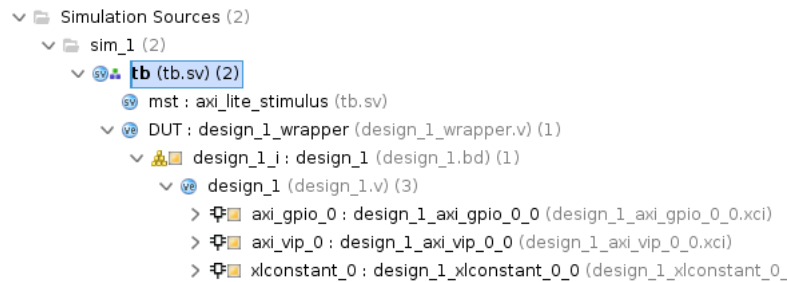 Simulation Sources (2)
sim_1 (2)
tb (tb.sv) (2)
mst : axi_lite_stimulus (tb.sv)
DUT : design_1_wrapper (design_1_wrapper.v) (1)
design_1_i : design_1 (design_1.bd) (1)
design_1 (design_1.v) (3)
axi_gpio_0 : design_1_axi_gpio_0_0 (design_1_axi_gpio_0_0.xci)
axi_vip_0 : design_1_axi_vip_0_0 (design_1_axi_vip_0_0.xci)
xlconstant_0 : design_1_xlconstant_0_0 (design_1_xlconstant_0_